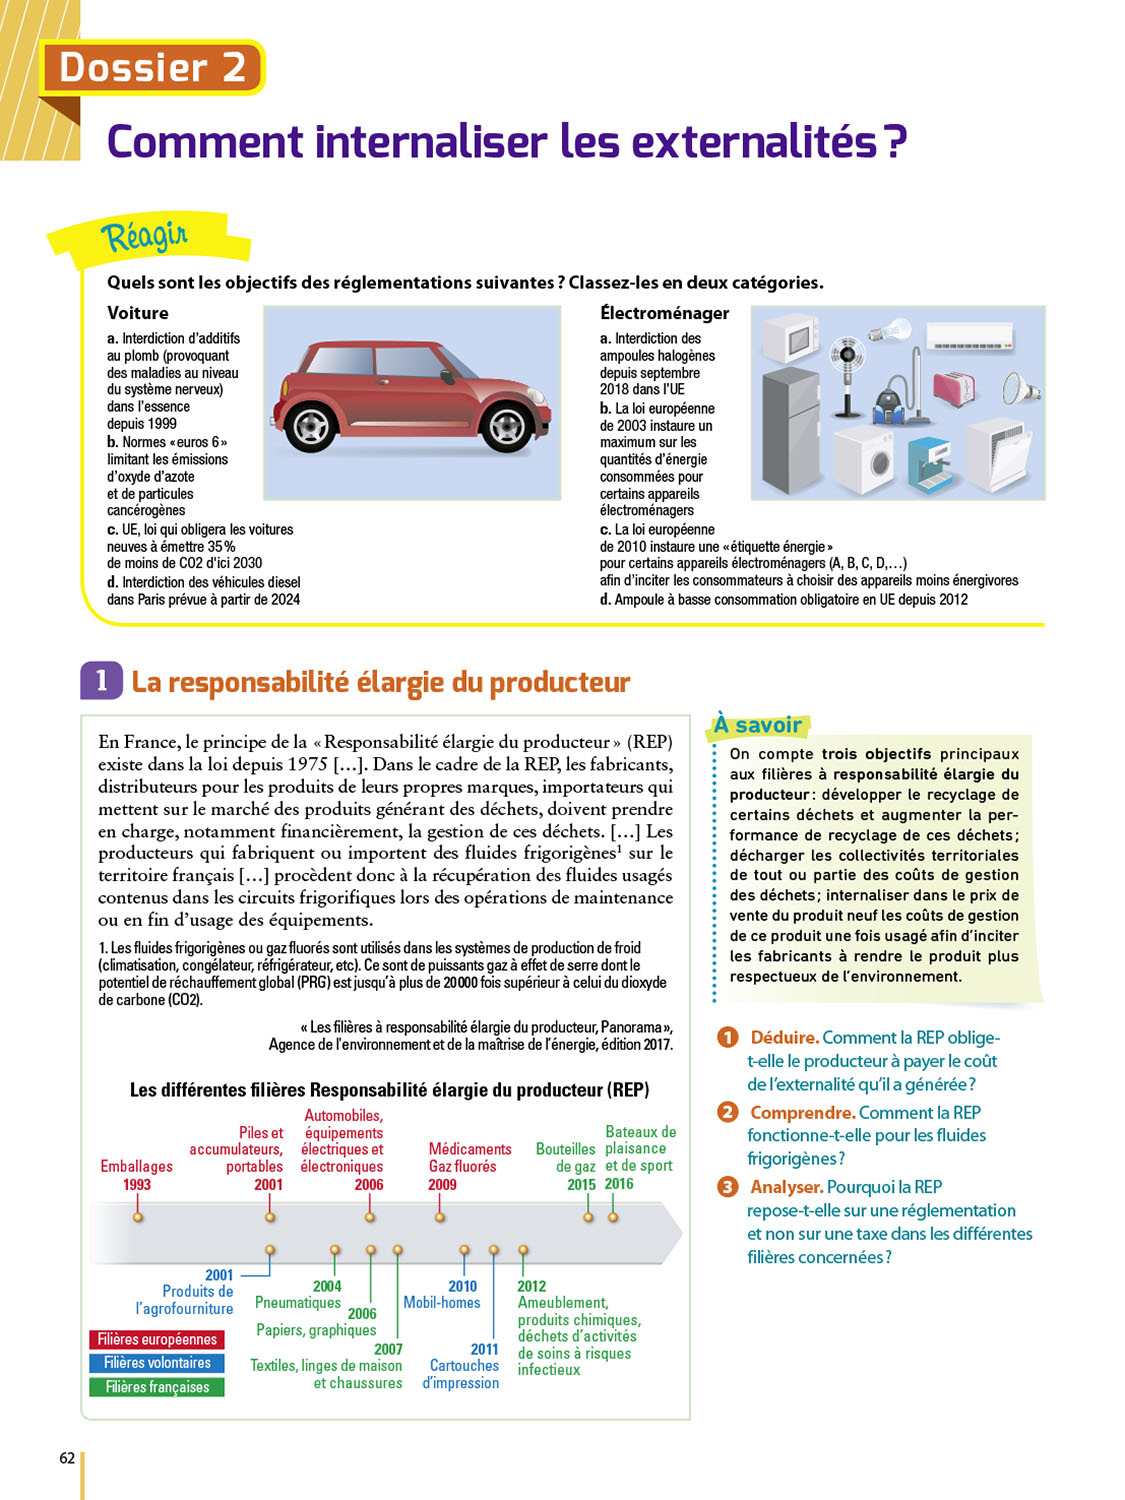 Dossier 2
Comment internaliser les externalités ?
Réagir
Quels sont les objectifs des réglementations suivantes ? Classez-les en deux catégories.
Voiture
a. Interdiction d'additifs
au plomb (provoquant
des maladies au niveau
du système nerveux)
dans l'essence
depuis 1999
b. Normes « euros 6 »
limitant les émissions
d'oxyde d'azote
et de particules
cancérogènes
c. UE, loi qui obligera les voitures
neuves à émettre 35 %
de moins de CO2 d'ici 2030
d. Interdiction des véhicules diesel
dans Paris prévue à partir de 2024
Électroménager
a. Interdiction des
ampoules halogènes
depuis septembre
2018 dans l'UE
b. La loi européenne
de 2003 instaure un
maximum sur les
quantités d'énergie
consommées pour
certains appareils
électroménagers
c. La loi européenne
de 2010 instaure une « étiquette énergie »
pour certains appareils électroménagers (A, B, C, D,…)
afin d'inciter les consommateurs à choisir des appareils moins énergivores
d. Ampoule à basse consommation obligatoire en UE depuis 2012
1 La responsabilité élargie du producteur
En France, le principe de la « Responsabilité élargie du producteur » (REP)
existe dans la loi depuis 1975 […]. Dans le cadre de la REP, les fabricants,
distributeurs pour les produits de leurs propres marques, importateurs qui
mettent sur le marché des produits générant des déchets, doivent prendre
en charge, notamment financièrement, la gestion de ces déchets. […] Les
producteurs qui fabriquent ou importent des fluides frigorigènes¹ sur le
territoire français […] procèdent donc à la récupération des fluides usagés
contenus dans les circuits frigorifiques lors des opérations de maintenance
ou en fin d'usage des équipements.
1. Les fluides frigorigènes ou gaz fluorés sont utilisés dans les systèmes de production de froid
(climatisation, congélateur, réfrigérateur, etc). Ce sont de puissants gaz à effet de serre dont le
potentiel de réchauffement global (PRG) est jusqu'à plus de 20 000 fois supérieur à celui du dioxyde
de carbone (CO2).
« Les filières à responsabilité élargie du producteur, Panorama »,
Agence de l'environnement et de la maîtrise de l'énergie, édition 2017.
Les différentes filières Responsabilité élargie du producteur (REP)
Emballages
1993
Piles et
accumulateurs,
portables
2001
Automobiles,
équipements
électriques et
électroniques
2006
Médicaments
Gaz fluorés
2009
Bouteilles
de gaz
2015
Bateaux de
plaisance
et de sport
2016
2001
Produits de
l'agrofourniture
2004
Pneumatiques
2006
Papiers, graphiques
2007
Textiles, linges de maison
et chaussures
2010
Mobil-homes
2011
Cartouches
d'impression
2012
Ameublement,
produits chimiques,
déchets d'activités
de soins à risques
infectieux
Filières européennes
Filières volontaires
Filières françaises
À savoir
On compte trois objectifs principaux
aux filières à responsabilité élargie du
producteur : développer le recyclage de
certains déchets et augmenter la per-
formance de recyclage de ces déchets ;
décharger les collectivités territoriales
de tout ou partie des coûts de gestion
des déchets ; internaliser dans le prix de
vente du produit neuf les coûts de gestion
de ce produit une fois usagé afin d'inciter
les fabricants à rendre le produit plus
respectueux de l'environnement.
1 Déduire. Comment la REP oblige-
t-elle le producteur à payer le coût
de l'externalité qu'il a générée ?
2 Comprendre. Comment la REP
fonctionne-t-elle pour les fluides
frigorigènes ?
3 Analyser. Pourquoi la REP
repose-t-elle sur une réglementation
et non sur une taxe dans les différentes
filières concernées ?
62